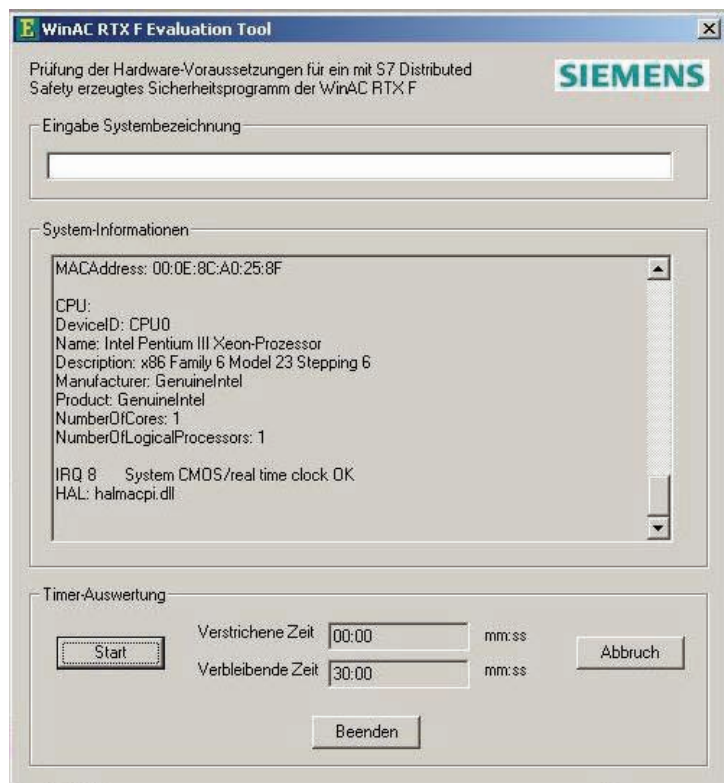 E WinAC RTX F Evaluation Tool
Prüfung der Hardware-Voraussetzungen für ein mit S7 Distributed
Safety erzeugtes Sicherheitsprogramm der WinAC RTX F
SIEMENS
Eingabe Systembezeichnung
System-Informationen
MACAddress: 00:0E:8C:A0:25:8F
CPU:
DeviceID: CPU0
Name: Intel Pentium III Xeon-Prozessor
Description: x86 Family 6 Model 23 Stepping 6
Manufacturer: GenuineIntel
Product: GenuineIntel
NumberOfCores: 1
NumberOfLogicalProcessors: 1
IRQ 8 System CMOS/real time clock OK
HAL: halmacpi.dll
Timer-Auswertung
Start
Verstrichene Zeit 00:00 mm:ss
Verbleibende Zeit 30:00 mm:ss
Abbruch
Beenden